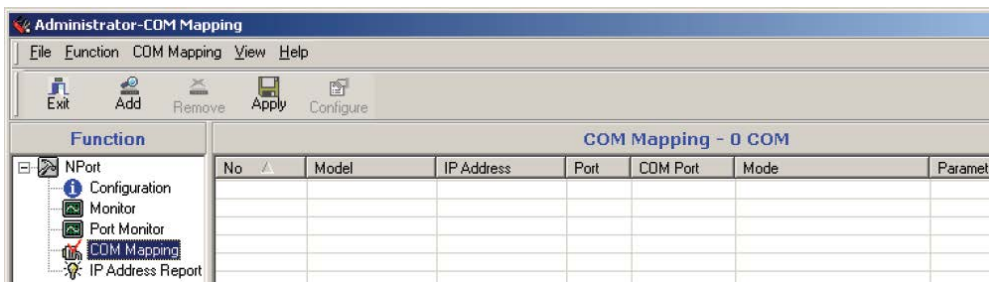 Administrator-COM Mapping
File Function COM Mapping View Help
Exit Add Remove Apply Configure
Function
COM Mapping - 0 COM
No Model IP Address Port COM Port Mode Paramet
NPort
Configuration
Monitor
Port Monitor
COM Mapping
IP Address Report